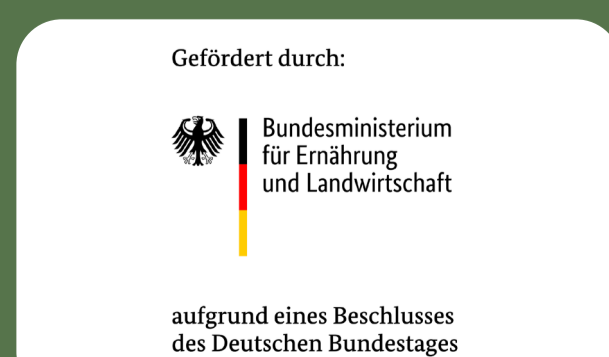 Gefördert durch:
Bundesministerium
für Ernährung
und Landwirtschaft
aufgrund eines Beschlusses
des Deutschen Bundestages